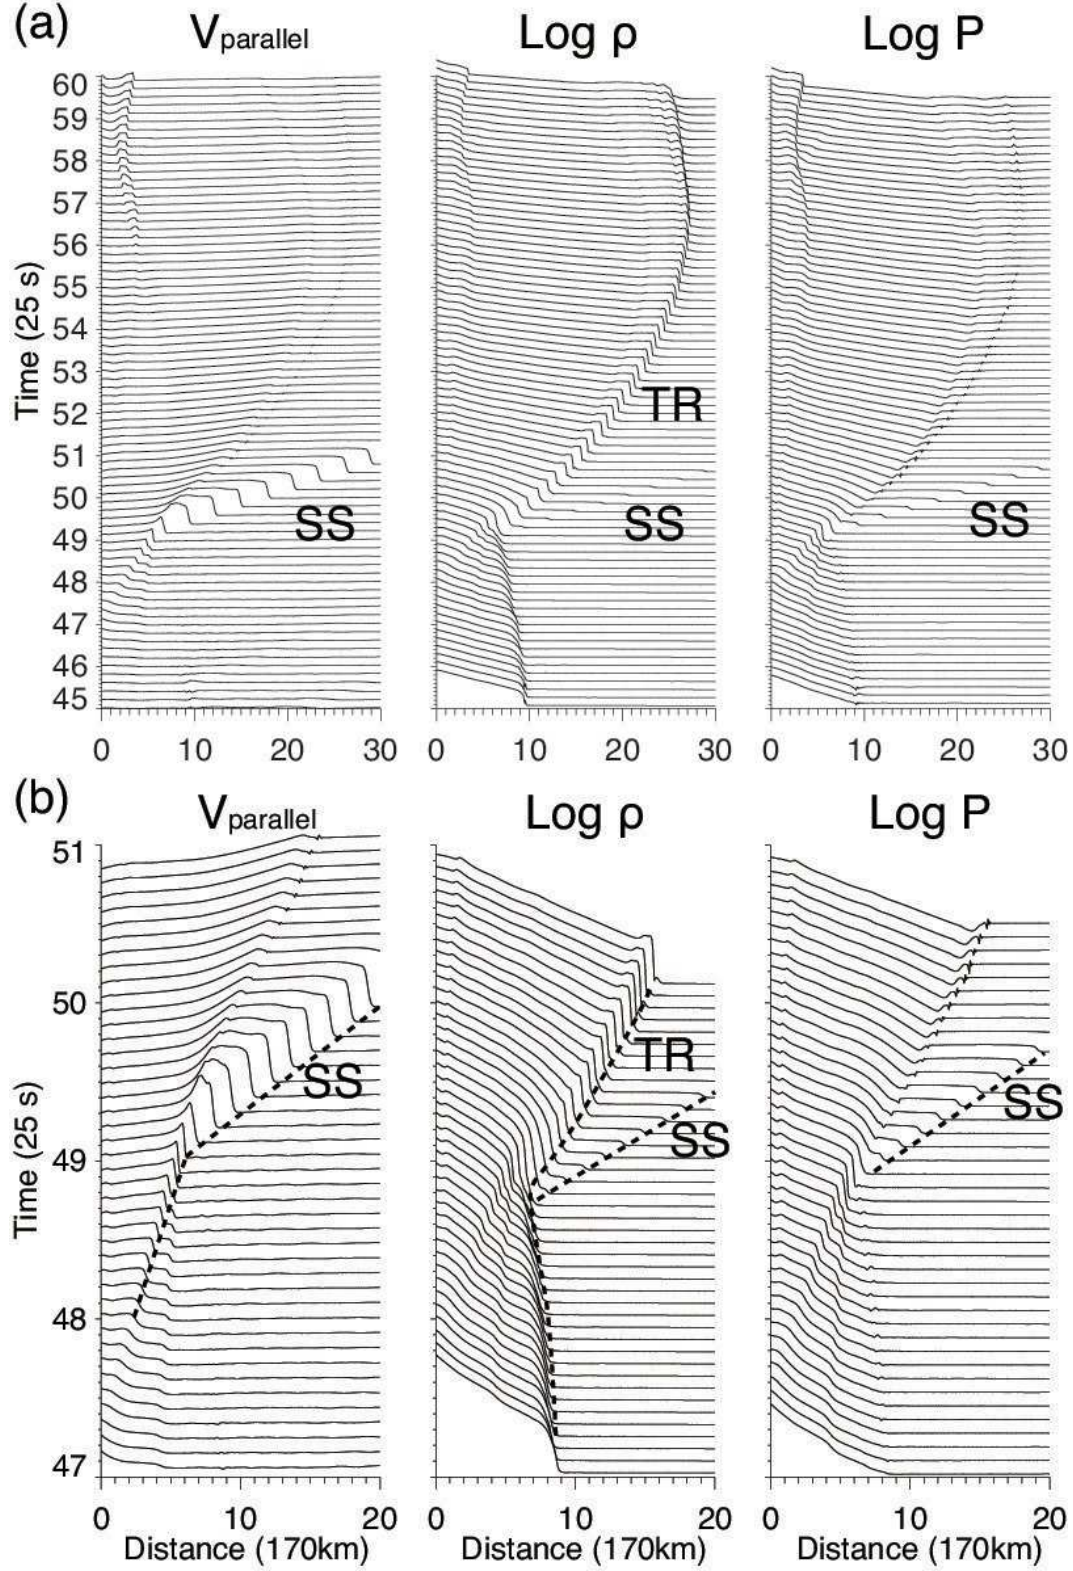 (a)
V parallel Log ρ Log P
60
59
58
57
56
55
54
53
52
51
50
49
48
47
46
45
Time (25 s)
TR
SS SS SS
0 10 20 30 0 10 20 30 0 10 20 30
(b)
V parallel Log ρ Log P
51
50
49
48
47
Time (25 s)
TR
SS SS SS
0 10 20 0 10 20 0 10 20
Distance (170km) Distance (170km) Distance (170km)